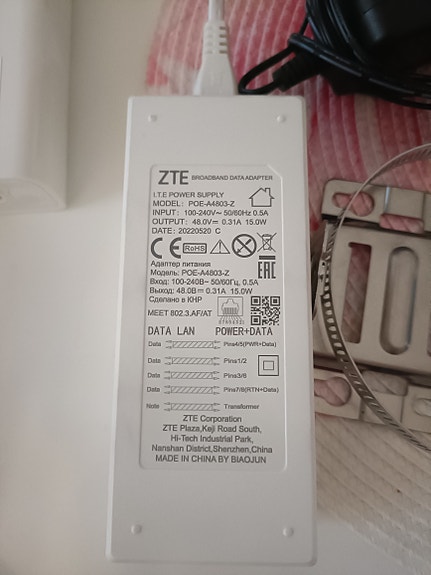 ZTE BROADBAND DATA ADAPTER
I.T.E POWER SUPPLY
MODEL: POE-A4803-Z
INPUT: 100-240V~ 50/60Hz 0.5A
OUTPUT: 48.0V⎓ 0.31A 15.0W
DATE: 20220520 C
CE RoHS
EAC
Адаптер питания
Модель: POE-A4803-Z
Вход: 100-240В~ 50/60Гц, 0.5A
Выход: 48.0В⎓ 0.31A 15.0W
Сделано в КНР
MEET 802.3.AF/AT
DATA LAN POWER+DATA
Data Pins4/5(PWR+Data)
Data Pins1/2
Data Pins3/6
Data Pins7/8(RTN+Data)
Note Transformer
ZTE Corporation
ZTE Plaza,Keji Road South,
Hi-Tech Industrial Park,
Nanshan District,Shenzhen,China
MADE IN CHINA BY BIAOJUN